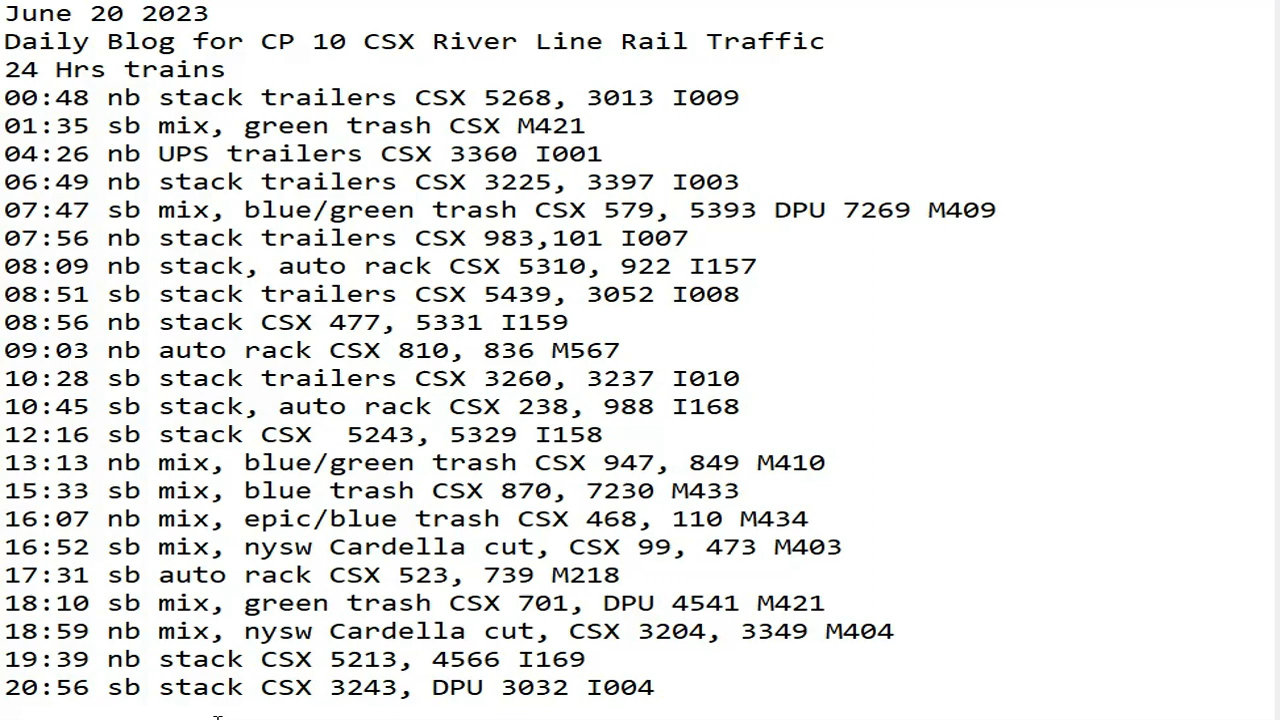 June 20 2023
Daily Blog for CP 10 CSX River Line Rail Traffic
24 Hrs trains
00:48 nb stack trailers CSX 5268, 3013 I009
01:35 sb mix, green trash CSX M421
04:26 nb UPS trailers CSX 3360 I001
06:49 nb stack trailers CSX 3225, 3397 I003
07:47 sb mix, blue/green trash CSX 579, 5393 DPU 7269 M409
07:56 nb stack trailers CSX 983,101 I007
08:09 nb stack, auto rack CSX 5310, 922 I157
08:51 sb stack trailers CSX 5439, 3052 I008
08:56 nb stack CSX 477, 5331 I159
09:03 nb auto rack CSX 810, 836 M567
10:28 sb stack trailers CSX 3260, 3237 I010
10:45 sb stack, auto rack CSX 238, 988 I168
12:16 sb stack CSX  5243, 5329 I158
13:13 nb mix, blue/green trash CSX 947, 849 M410
15:33 sb mix, blue trash CSX 870, 7230 M433
16:07 nb mix, epic/blue trash CSX 468, 110 M434
16:52 sb mix, nysw Cardella cut, CSX 99, 473 M403
17:31 sb auto rack CSX 523, 739 M218
18:10 sb mix, green trash CSX 701, DPU 4541 M421
18:59 nb mix, nysw Cardella cut, CSX 3204, 3349 M404
19:39 nb stack CSX 5213, 4566 I169
20:56 sb stack CSX 3243, DPU 3032 I004